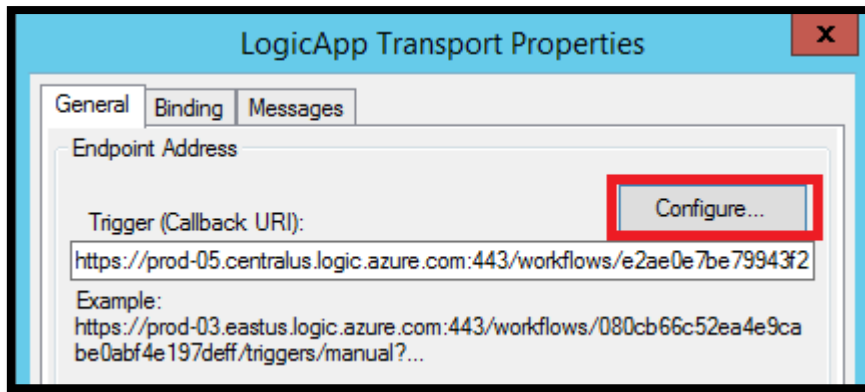 LogicApp Transport Properties
x
General Binding Messages
Endpoint Address
Configure...
Trigger (Callback URI):
https://prod-05.centralus.logic.azure.com:443/workflows/e2ae0e7be79943f2
Example:
https://prod-03.eastus.logic.azure.com:443/workflows/080cb66c52ea4e9ca
be0abf4e197deff/triggers/manual?...